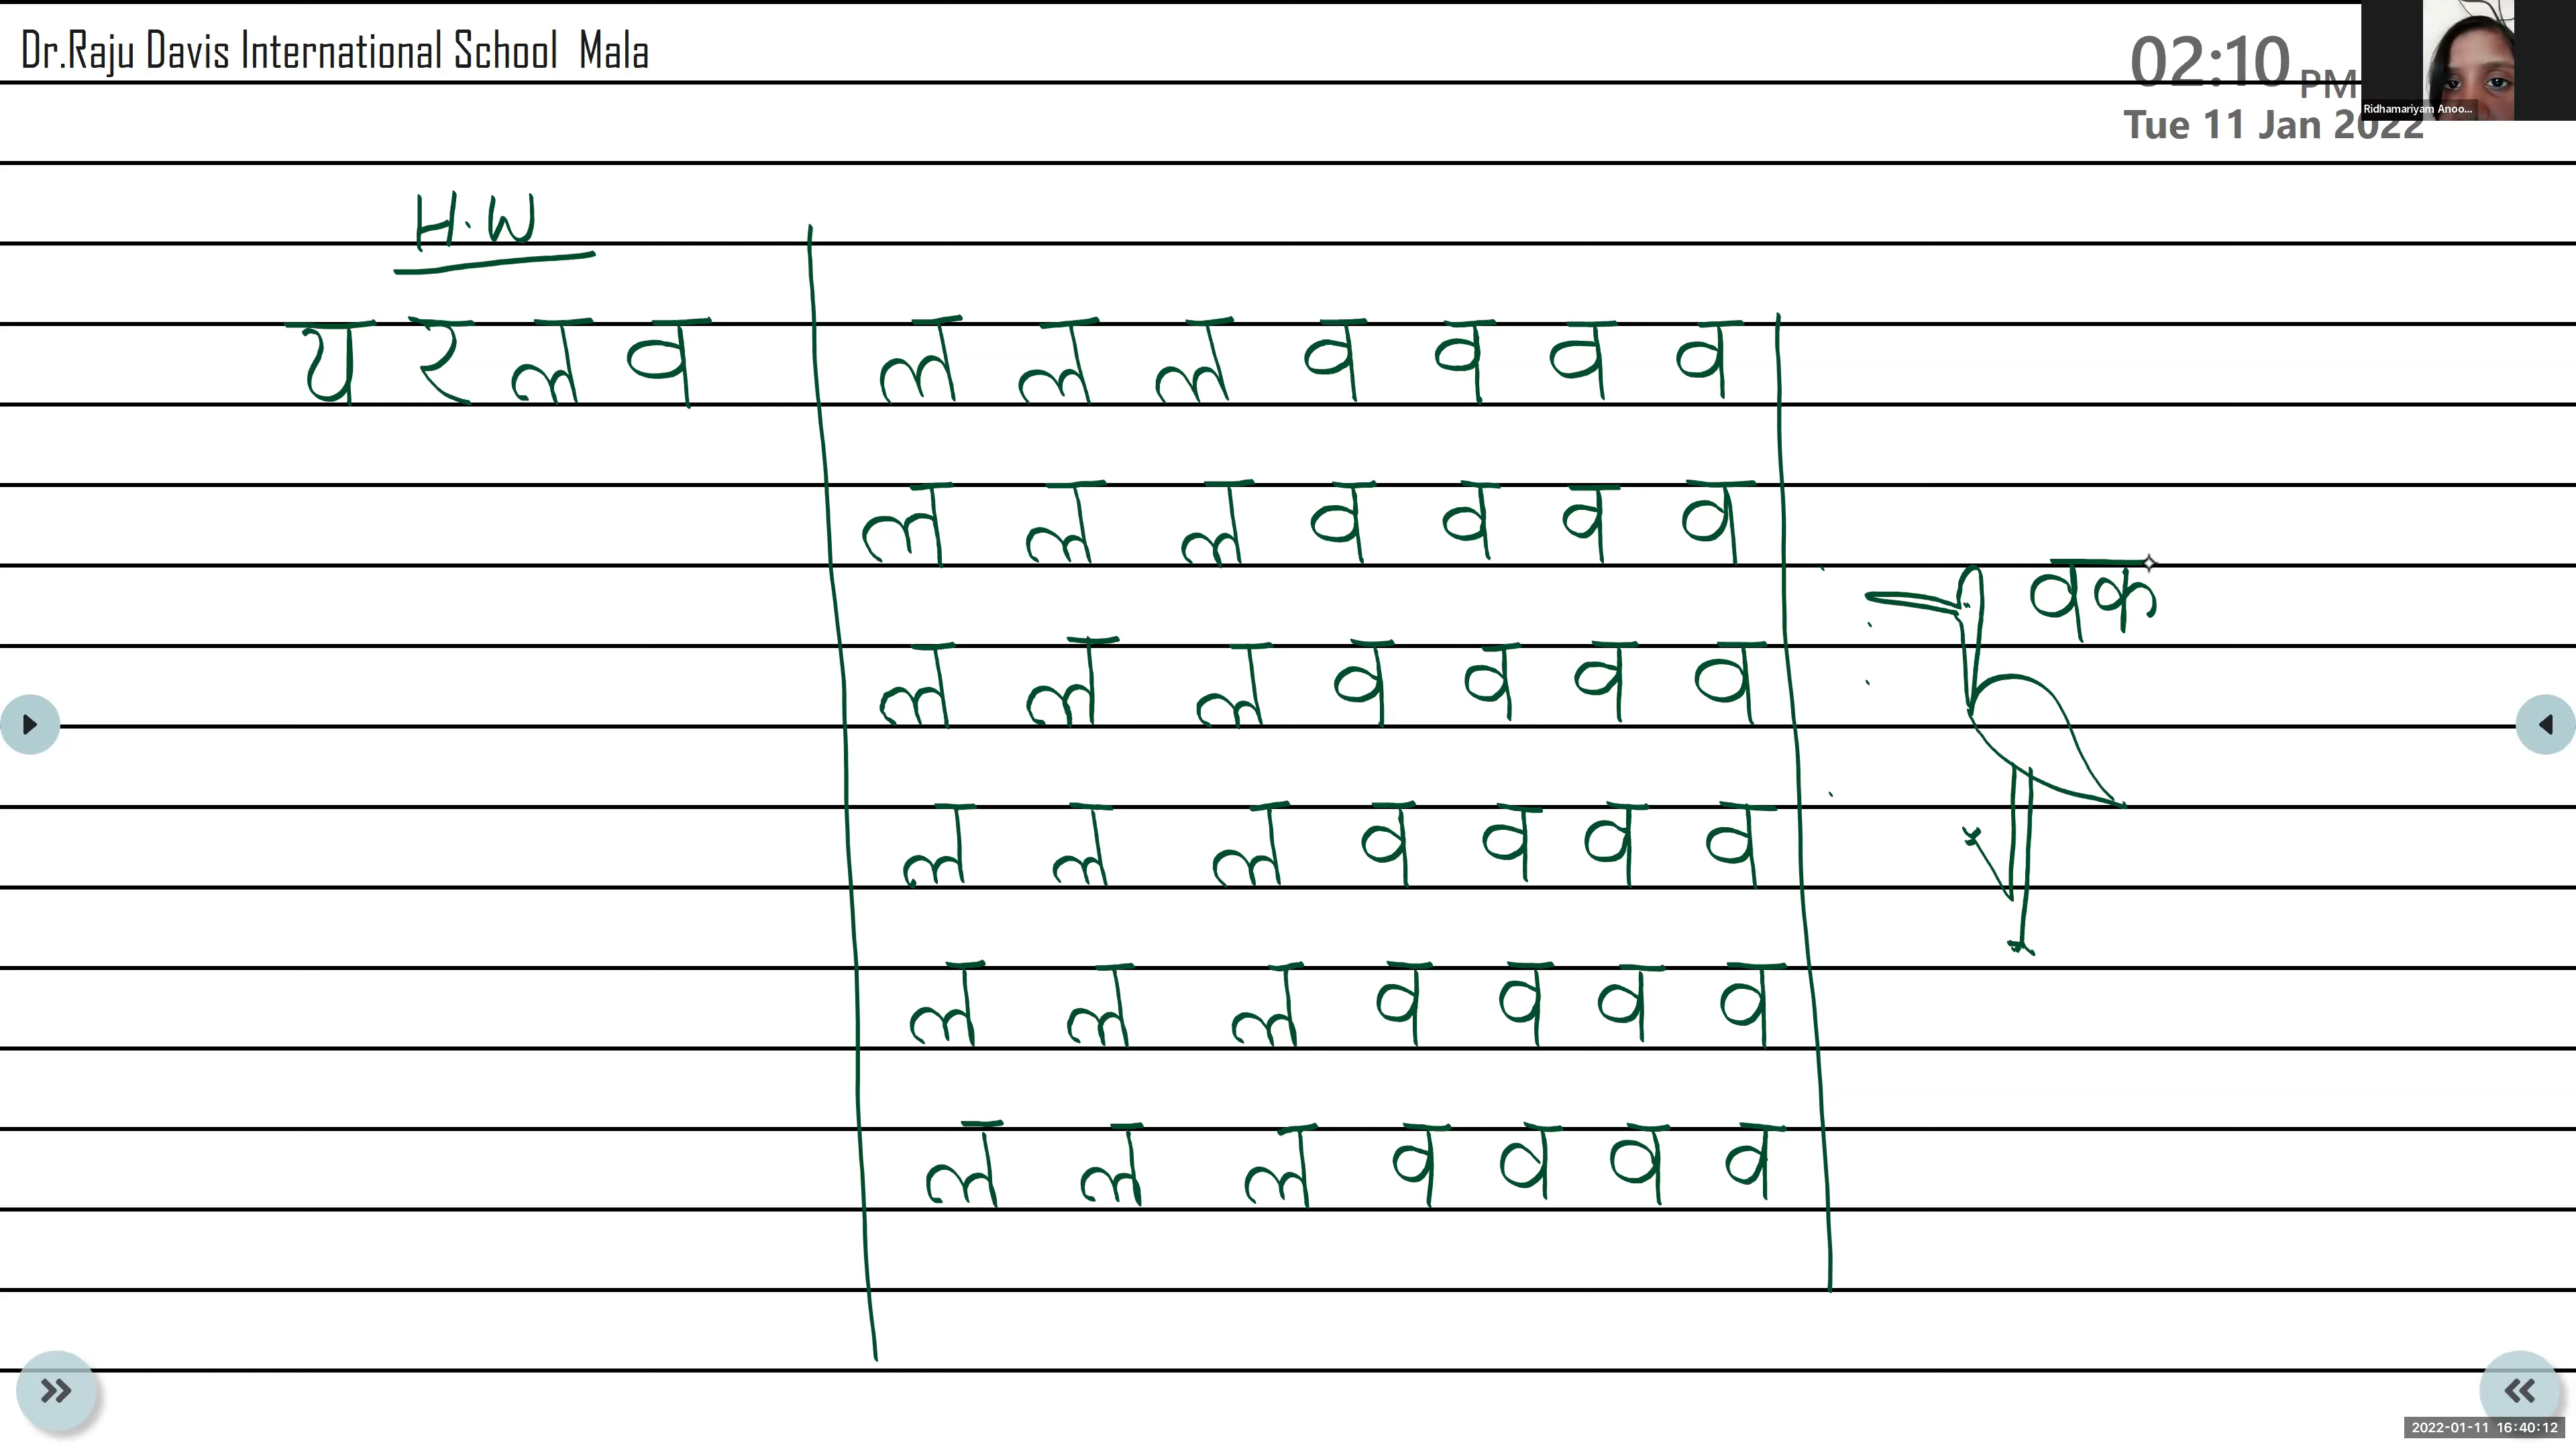 Dr.Raju Davis International School Mala
02:10 PM
Ridhamariyam Anoo...
Tue 11 Jan 2022
H.W
य र ल व
ल ल ल व व व व
ल ल ल व व व व
वक
ल ल ल व व व व
ल ल ल व व व व
ल ल ल व व व व
ल ल ल व व व व
2022-01-11 16:40:12